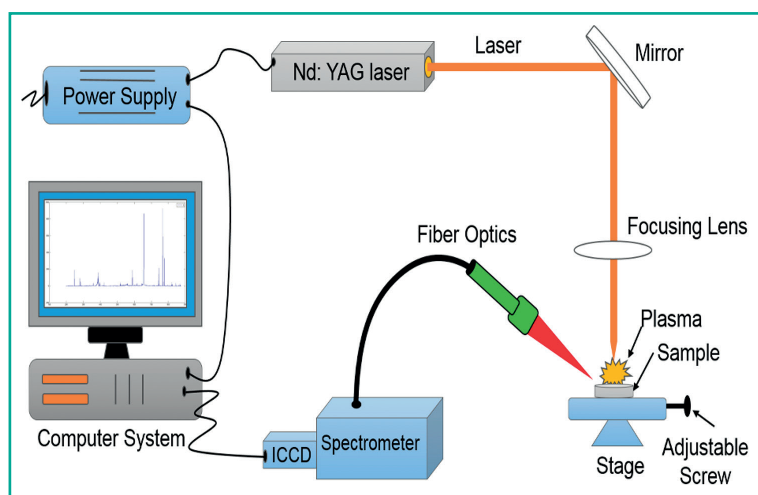 Laser
Mirror
Nd: YAG laser
Power Supply
Focusing Lens
Fiber Optics
Plasma
Sample
Computer System
ICCD
Spectrometer
Stage
Adjustable
Screw